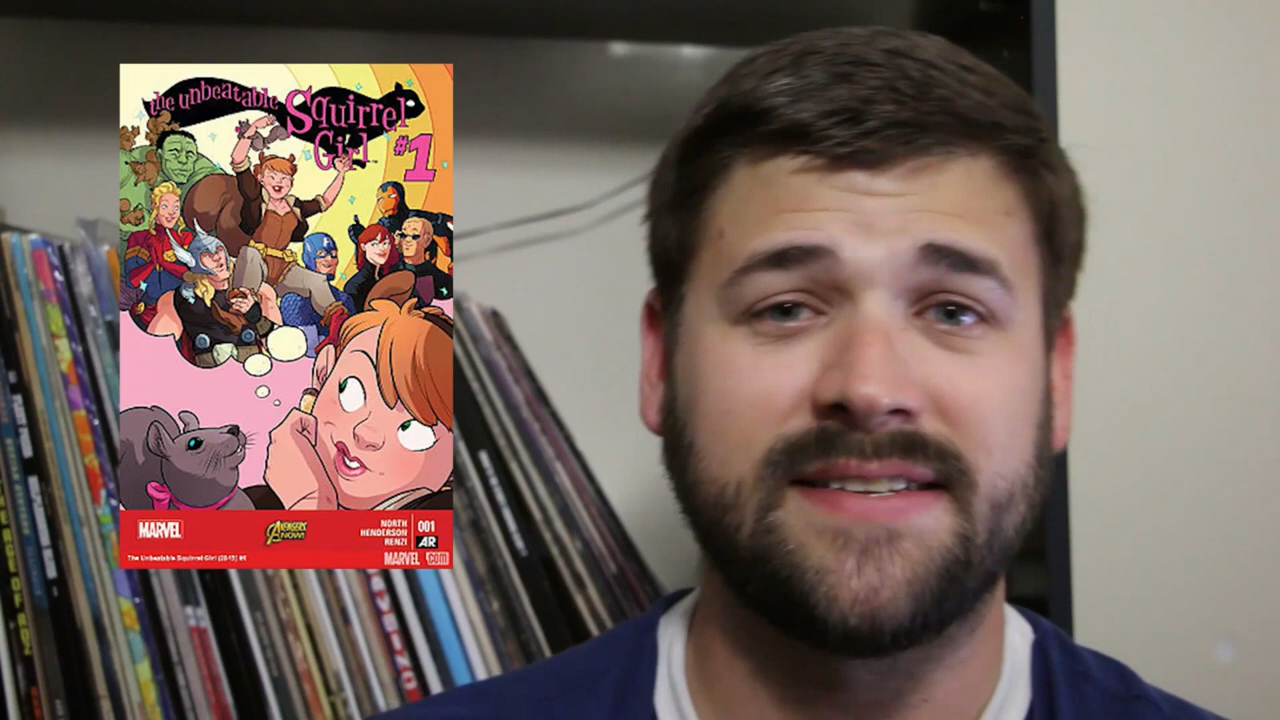 the unbeatable
Squirrel
Girl
#1
MARVEL
AVENGERS
NOW!
NORTH
HENDERSON
RENZI
001
AR
The Unbeatable Squirrel Girl (2015) #1
MARVEL .COM